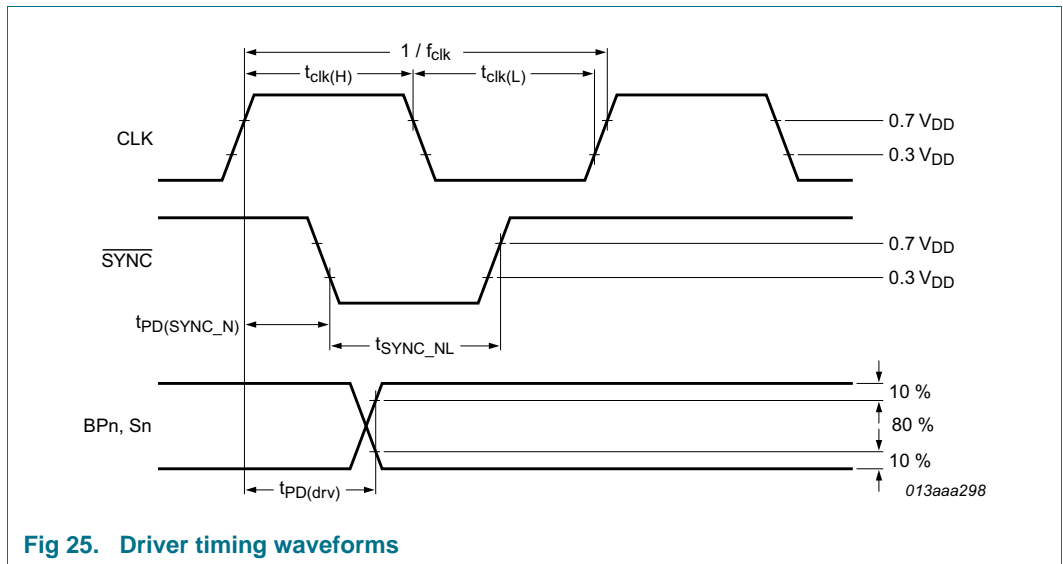 1 / fclk
tclk(H)
tclk(L)
CLK
0.7 VDD
0.3 VDD
SYNC
0.7 VDD
0.3 VDD
tPD(SYNC_N)
tSYNC_NL
BPn, Sn
10 %
80 %
10 %
tPD(drv)
013aaa298
Fig 25. Driver timing waveforms